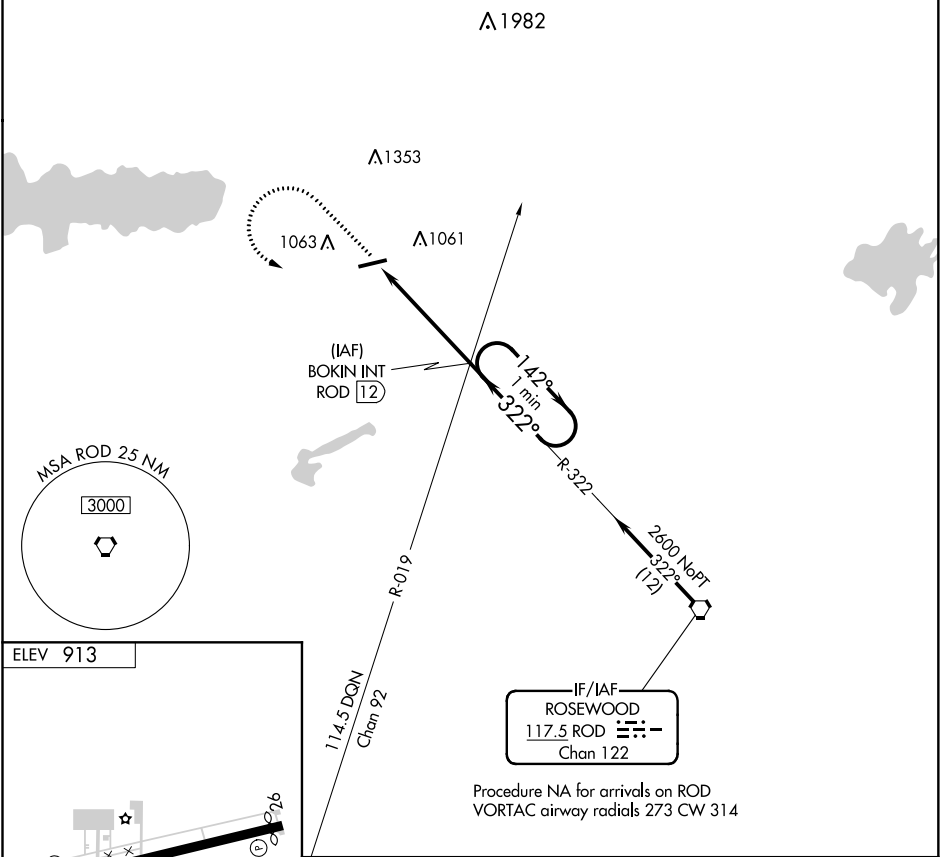 1982
1353
1063
1061
(IAF)
BOKIN INT
ROD 12
142°
1 min
322°
R-322
2600 NoPT
322°
(12)
MSA ROD 25 NM
3000
R-019
114.5 DQN
Chan 92
IF/IAF
ROSEWOOD
117.5 ROD
Chan 122
Procedure NA for arrivals on ROD
VORTAC airway radials 273 CW 314
ELEV 913
26
P